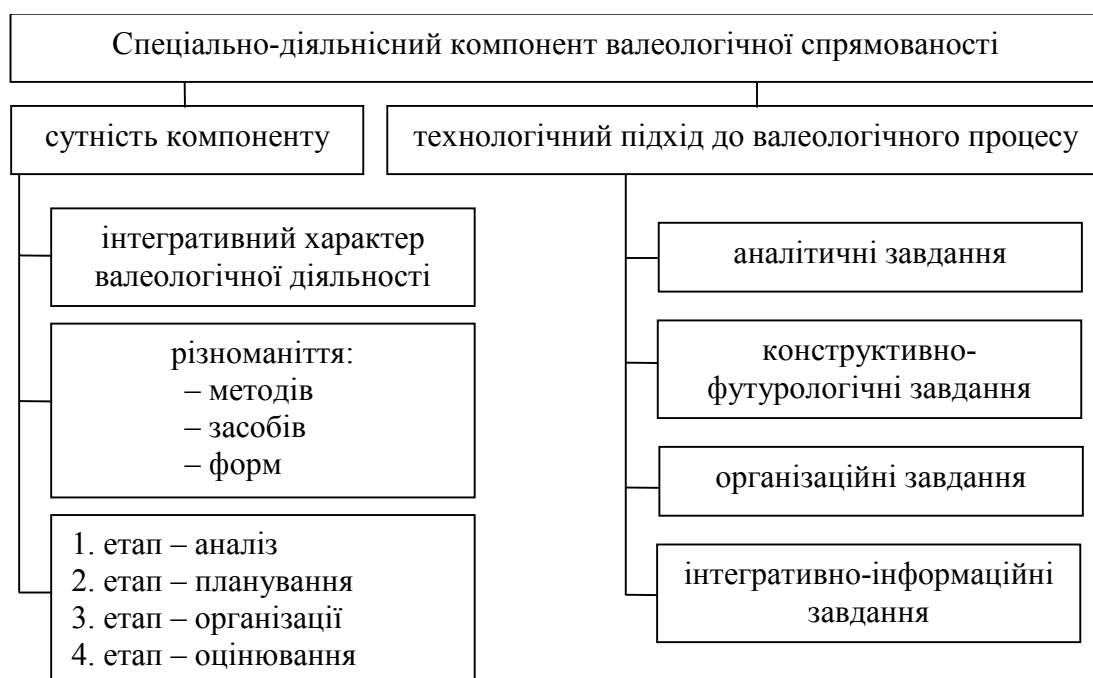 Спеціально-діяльнісний компонент валеологічної спрямованості
сутність компоненту
технологічний підхід до валеологічного процесу
інтегративний характер
валеологічної діяльності
різноманіття:
– методів
– засобів
– форм
1. етап – аналіз
2. етап – планування
3. етап – організації
4. етап – оцінювання
аналітичні завдання
конструктивно-
футурологічні завдання
організаційні завдання
інтегративно-інформаційні
завдання